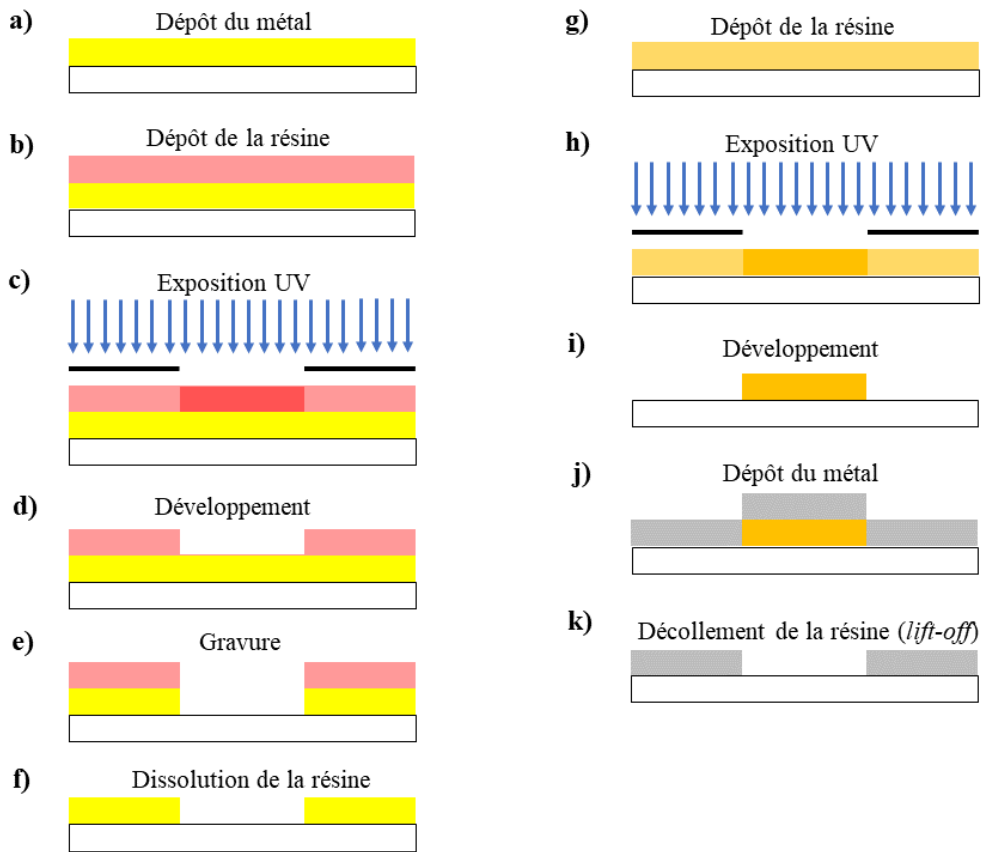 a)
Dépôt du métal
b)
Dépôt de la résine
c)
Exposition UV
d)
Développement
e)
Gravure
f)
Dissolution de la résine
g)
Dépôt de la résine
h)
Exposition UV
i)
Développement
j)
Dépôt du métal
k)
Décollement de la résine (lift-off)